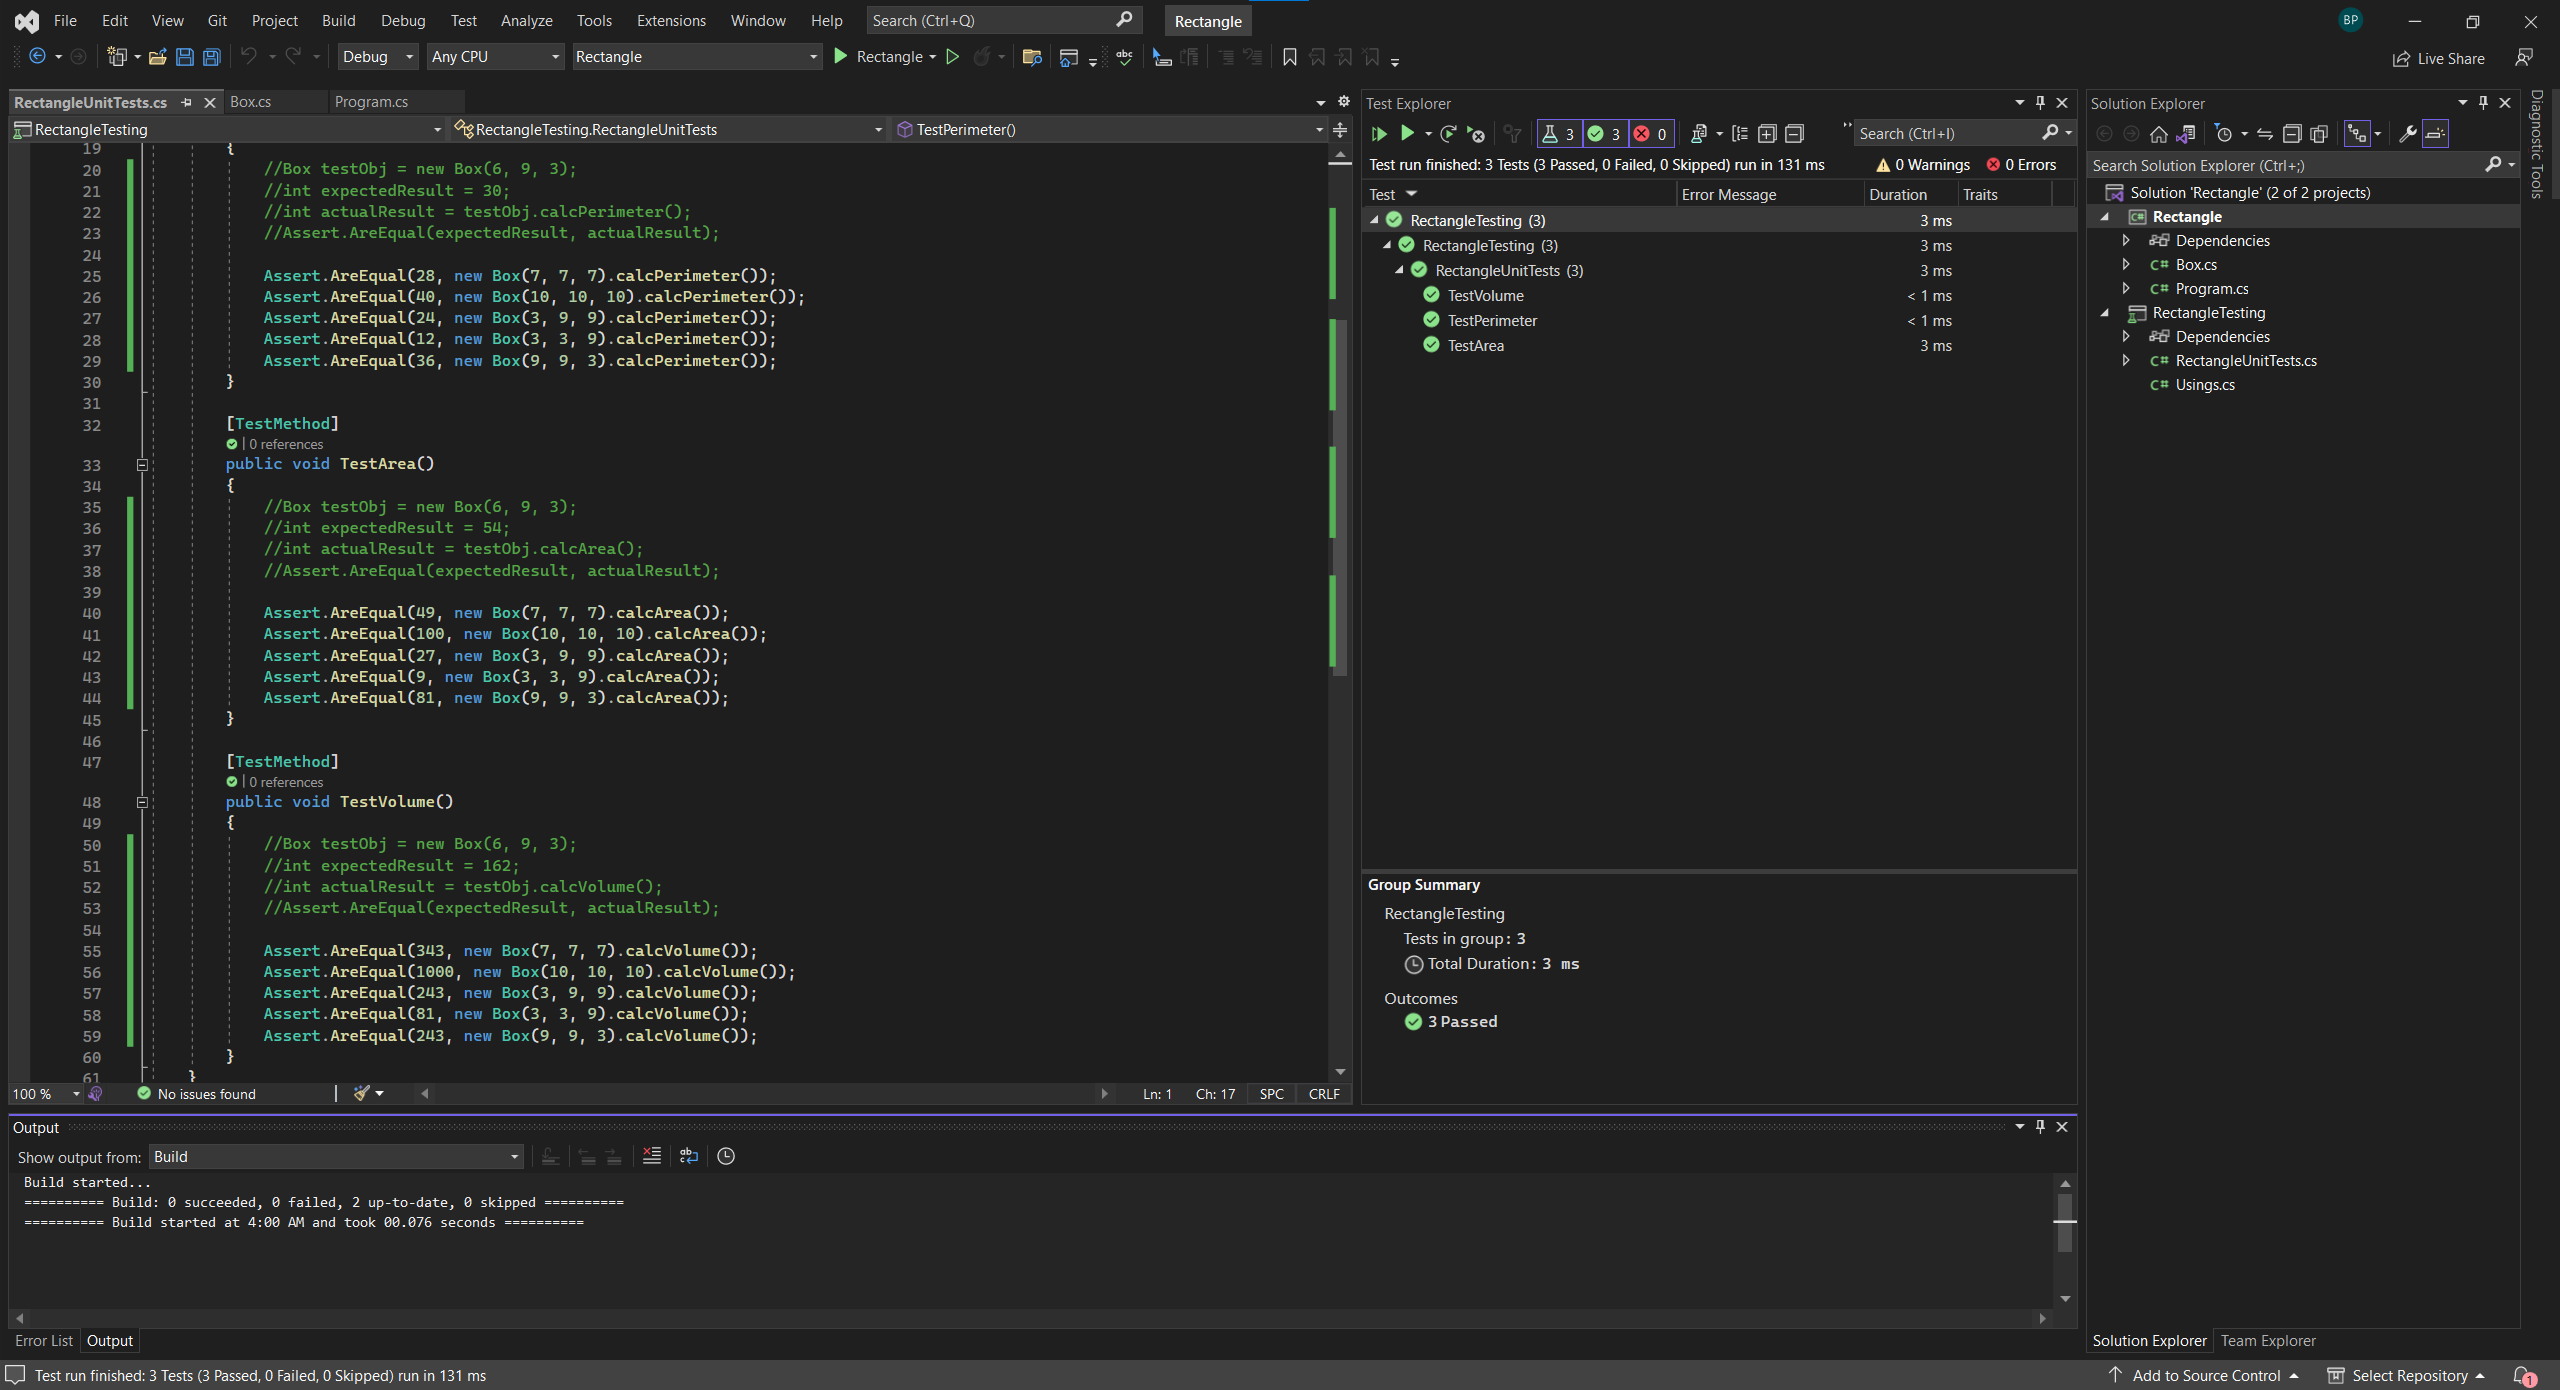 File Edit View Git Project Build Debug Test Analyze Tools Extensions Window Help Search (Ctrl+Q) Rectangle BP
Debug Any CPU Rectangle Rectangle Live Share
RectangleUnitTests.cs Box.cs Program.cs
RectangleTesting RectangleTesting.RectangleUnitTests TestPerimeter()
19 {
20 //Box testObj = new Box(6, 9, 3);
21 //int expectedResult = 30;
22 //int actualResult = testObj.calcPerimeter();
23 //Assert.AreEqual(expectedResult, actualResult);
24
25 Assert.AreEqual(28, new Box(7, 7, 7).calcPerimeter());
26 Assert.AreEqual(40, new Box(10, 10, 10).calcPerimeter());
27 Assert.AreEqual(24, new Box(3, 9, 9).calcPerimeter());
28 Assert.AreEqual(12, new Box(3, 3, 9).calcPerimeter());
29 Assert.AreEqual(36, new Box(9, 9, 3).calcPerimeter());
30 }
31
32 [TestMethod]
| 0 references
33 public void TestArea()
34 {
35 //Box testObj = new Box(6, 9, 3);
36 //int expectedResult = 54;
37 //int actualResult = testObj.calcArea();
38 //Assert.AreEqual(expectedResult, actualResult);
39
40 Assert.AreEqual(49, new Box(7, 7, 7).calcArea());
41 Assert.AreEqual(100, new Box(10, 10, 10).calcArea());
42 Assert.AreEqual(27, new Box(3, 9, 9).calcArea());
43 Assert.AreEqual(9, new Box(3, 3, 9).calcArea());
44 Assert.AreEqual(81, new Box(9, 9, 3).calcArea());
45 }
46
47 [TestMethod]
| 0 references
48 public void TestVolume()
49 {
50 //Box testObj = new Box(6, 9, 3);
51 //int expectedResult = 162;
52 //int actualResult = testObj.calcVolume();
53 //Assert.AreEqual(expectedResult, actualResult);
54
55 Assert.AreEqual(343, new Box(7, 7, 7).calcVolume());
56 Assert.AreEqual(1000, new Box(10, 10, 10).calcVolume());
57 Assert.AreEqual(243, new Box(3, 9, 9).calcVolume());
58 Assert.AreEqual(81, new Box(3, 3, 9).calcVolume());
59 Assert.AreEqual(243, new Box(9, 9, 3).calcVolume());
60 }
61 }
100 % No issues found Ln: 1 Ch: 17 SPC CRLF
Test Explorer
3 3 0 Search (Ctrl+I)
Test run finished: 3 Tests (3 Passed, 0 Failed, 0 Skipped) run in 131 ms 0 Warnings 0 Errors
Test Error Message Duration Traits
RectangleTesting (3) 3 ms
RectangleTesting (3) 3 ms
RectangleUnitTests (3) 3 ms
TestVolume < 1 ms
TestPerimeter < 1 ms
TestArea 3 ms
Group Summary
RectangleTesting
Tests in group: 3
Total Duration: 3 ms
Outcomes
3 Passed
Solution Explorer
Search Solution Explorer (Ctrl+;)
Solution 'Rectangle' (2 of 2 projects)
Rectangle
Dependencies
C# Box.cs
C# Program.cs
RectangleTesting
Dependencies
C# RectangleUnitTests.cs
C# Usings.cs
Solution Explorer Team Explorer
Diagnostic Tools
Output
Show output from: Build
Build started...
========== Build: 0 succeeded, 0 failed, 2 up-to-date, 0 skipped ==========
========== Build started at 4:00 AM and took 00.076 seconds ==========
Error List Output
Test run finished: 3 Tests (3 Passed, 0 Failed, 0 Skipped) run in 131 ms Add to Source Control Select Repository 1